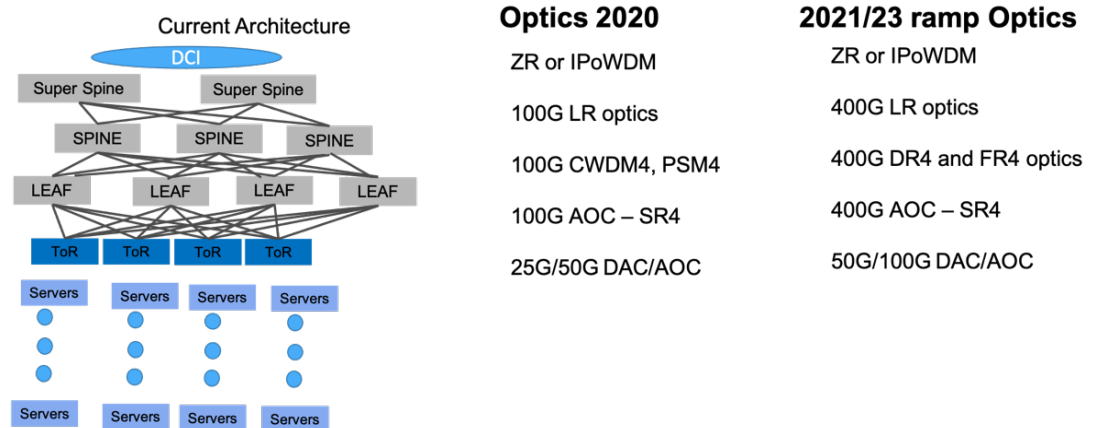 Current Architecture
DCI
Super Spine
Super Spine
SPINE
SPINE
SPINE
LEAF
LEAF
LEAF
LEAF
ToR
ToR
ToR
ToR
Servers
Servers
Servers
Servers
Servers
Servers
Servers
Servers
Optics 2020
ZR or IPoWDM
100G LR optics
100G CWDM4, PSM4
100G AOC – SR4
25G/50G DAC/AOC
2021/23 ramp Optics
ZR or IPoWDM
400G LR optics
400G DR4 and FR4 optics
400G AOC – SR4
50G/100G DAC/AOC